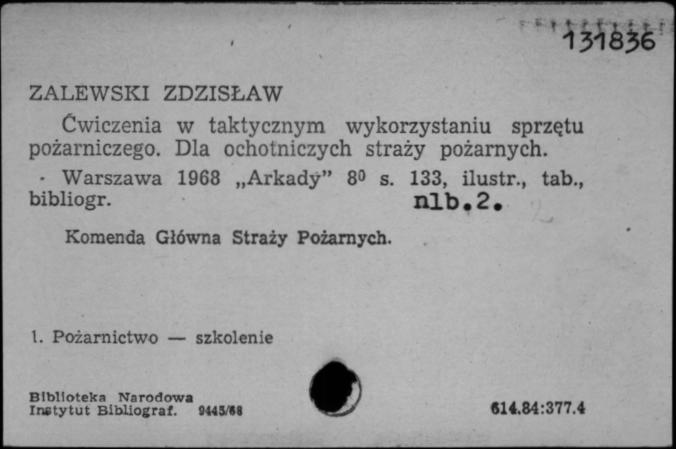 131836
ZALEWSKI ZDZISŁAW
Ćwiczenia w taktycznym wykorzystaniu sprzętu
pożarniczego. Dla ochotniczych straży pożarnych.
Warszawa 1968 „Arkady” 8⁰ s. 133, ilustr., tab.,
bibliogr. nlb.2.
Komenda Główna Straży Pożarnych.
1. Pożarnictwo — szkolenie
Biblioteka Narodowa
Instytut Bibliograf. 9445/68
614.84:377.4